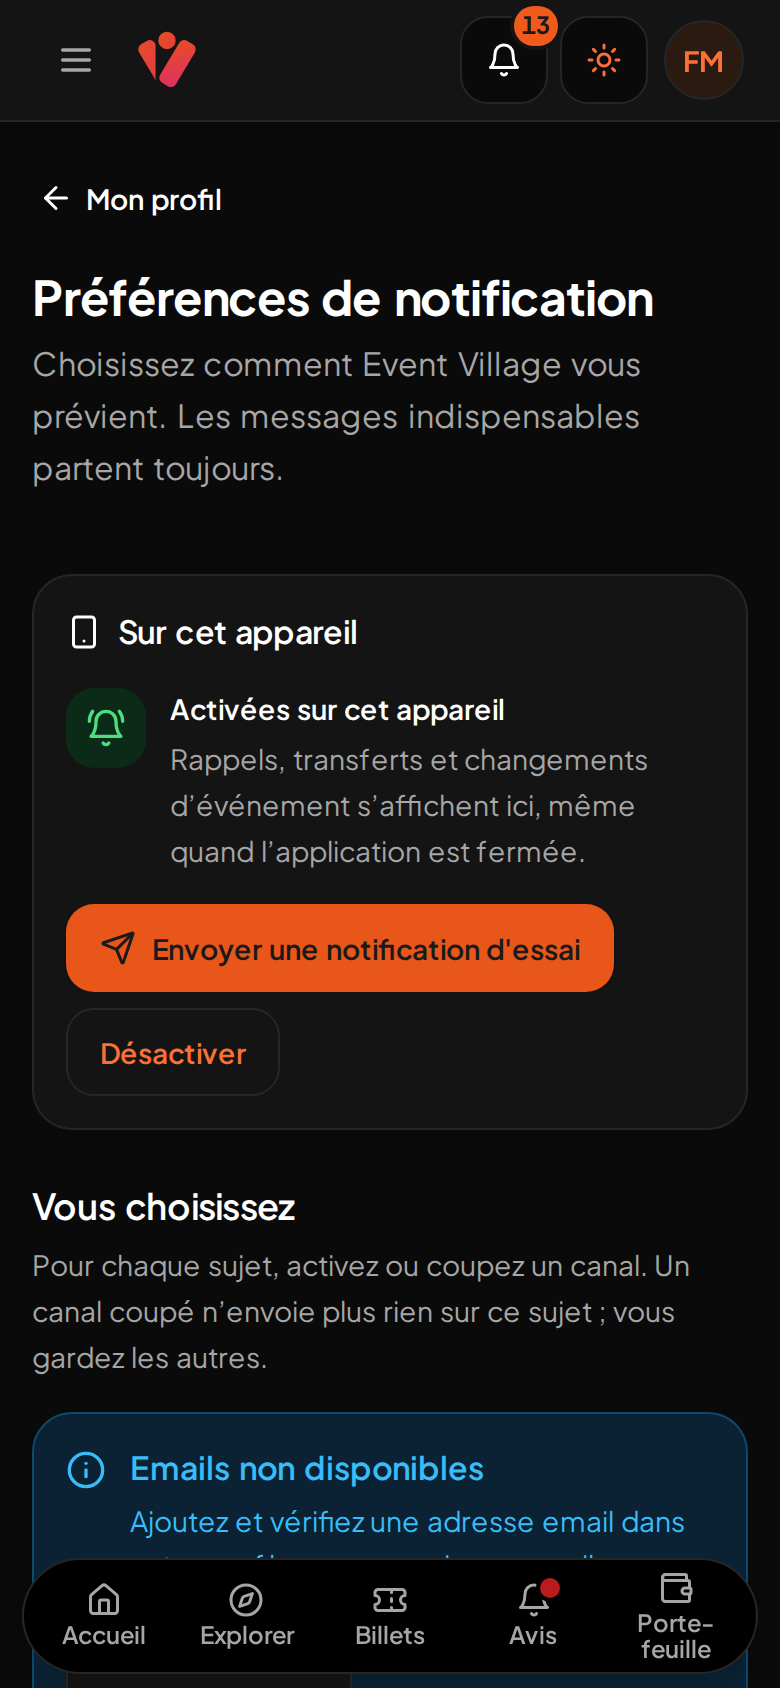 13
FM
Mon profil
Préférences de notification
Choisissez comment Event Village vous
prévient. Les messages indispensables
partent toujours.
Sur cet appareil
Activées sur cet appareil
Rappels, transferts et changements
d’événement s’affichent ici, même
quand l’application est fermée.
Envoyer une notification d'essai
Désactiver
Vous choisissez
Pour chaque sujet, activez ou coupez un canal. Un
canal coupé n’envoie plus rien sur ce sujet ; vous
gardez les autres.
Emails non disponibles
Ajoutez et vérifiez une adresse email dans
Accueil
Explorer
Billets
Avis
Porte-
feuille